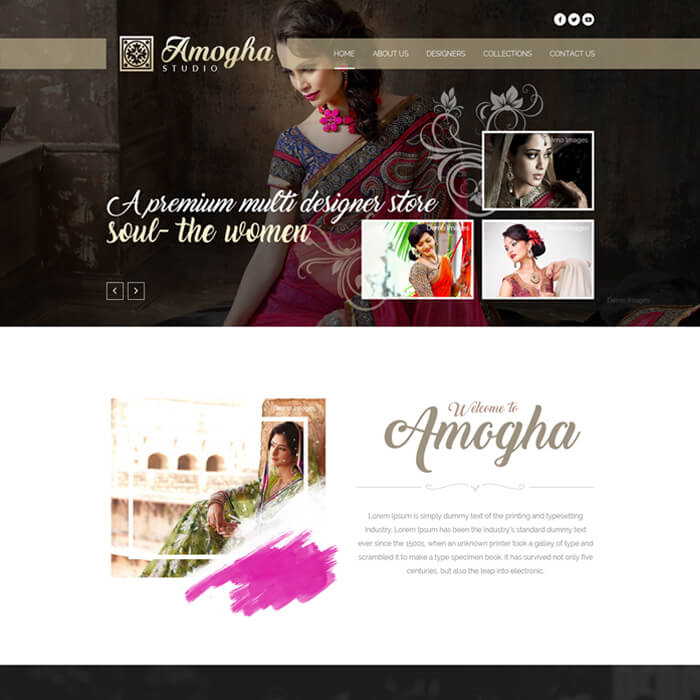 Amogha
STUDIO
HOME ABOUT US DESIGNERS COLLECTIONS CONTACT US
Demo Images
A premium multi designer store
soul- the women
Demo Images
Demo Images
Demo Images
Demo Images
Welcome to
Amogha
Lorem Ipsum is simply dummy text of the printing and typesetting
industry. Lorem Ipsum has been the industry's standard dummy text
ever since the 1500s, when an unknown printer took a galley of type and
scrambled it to make a type specimen book. It has survived not only five
centuries, but also the leap into electronic.